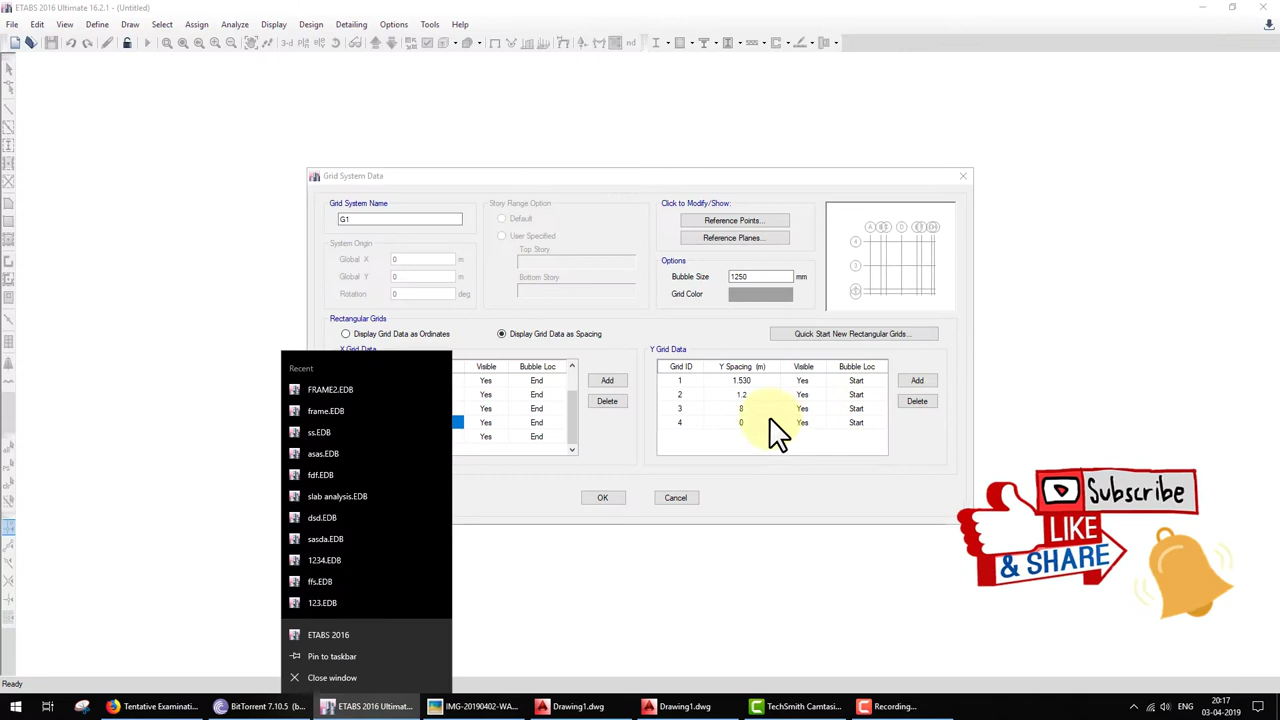 ETABS 2016 Ultimate 16.2.1 - (Untitled)
File Edit View Define Draw Select Assign Analyze Display Design Detailing Options Tools Help
3-d nd
Grid System Data
Grid System Name
G1
Story Range Option
Default
User Specified
Top Story
Bottom Story
Click to Modify/Show:
Reference Points...
Reference Planes...
System Origin
Global X 0 m
Global Y 0 m
Rotation 0 deg
Options
Bubble Size 1250 mm
Grid Color
A D
4
3
Rectangular Grids
Display Grid Data as Ordinates Display Grid Data as Spacing Quick Start New Rectangular Grids...
X Grid Data
Visible Bubble Loc
Yes End
Yes End
Yes End
Yes End
Yes End
Add
Delete
Y Grid Data
Grid ID Y Spacing (m) Visible Bubble Loc
1 1.530 Yes Start
2 1.2 Yes Start
3 8 Yes Start
4 0 Yes Start
Add
Delete
OK Cancel
Recent
FRAME2.EDB
frame.EDB
ss.EDB
asas.EDB
fdf.EDB
slab analysis.EDB
dsd.EDB
sasda.EDB
1234.EDB
ffs.EDB
123.EDB
ETABS 2016
Pin to taskbar
Close window
Subscribe
LIKE
& SHARE
Ready
Tentative Examinati... BitTorrent 7.10.5 (b... ETABS 2016 Ultimat... IMG-20190402-WA... Drawing1.dwg Drawing1.dwg TechSmith Camtasi... Recording...
20:17
03-04-2019